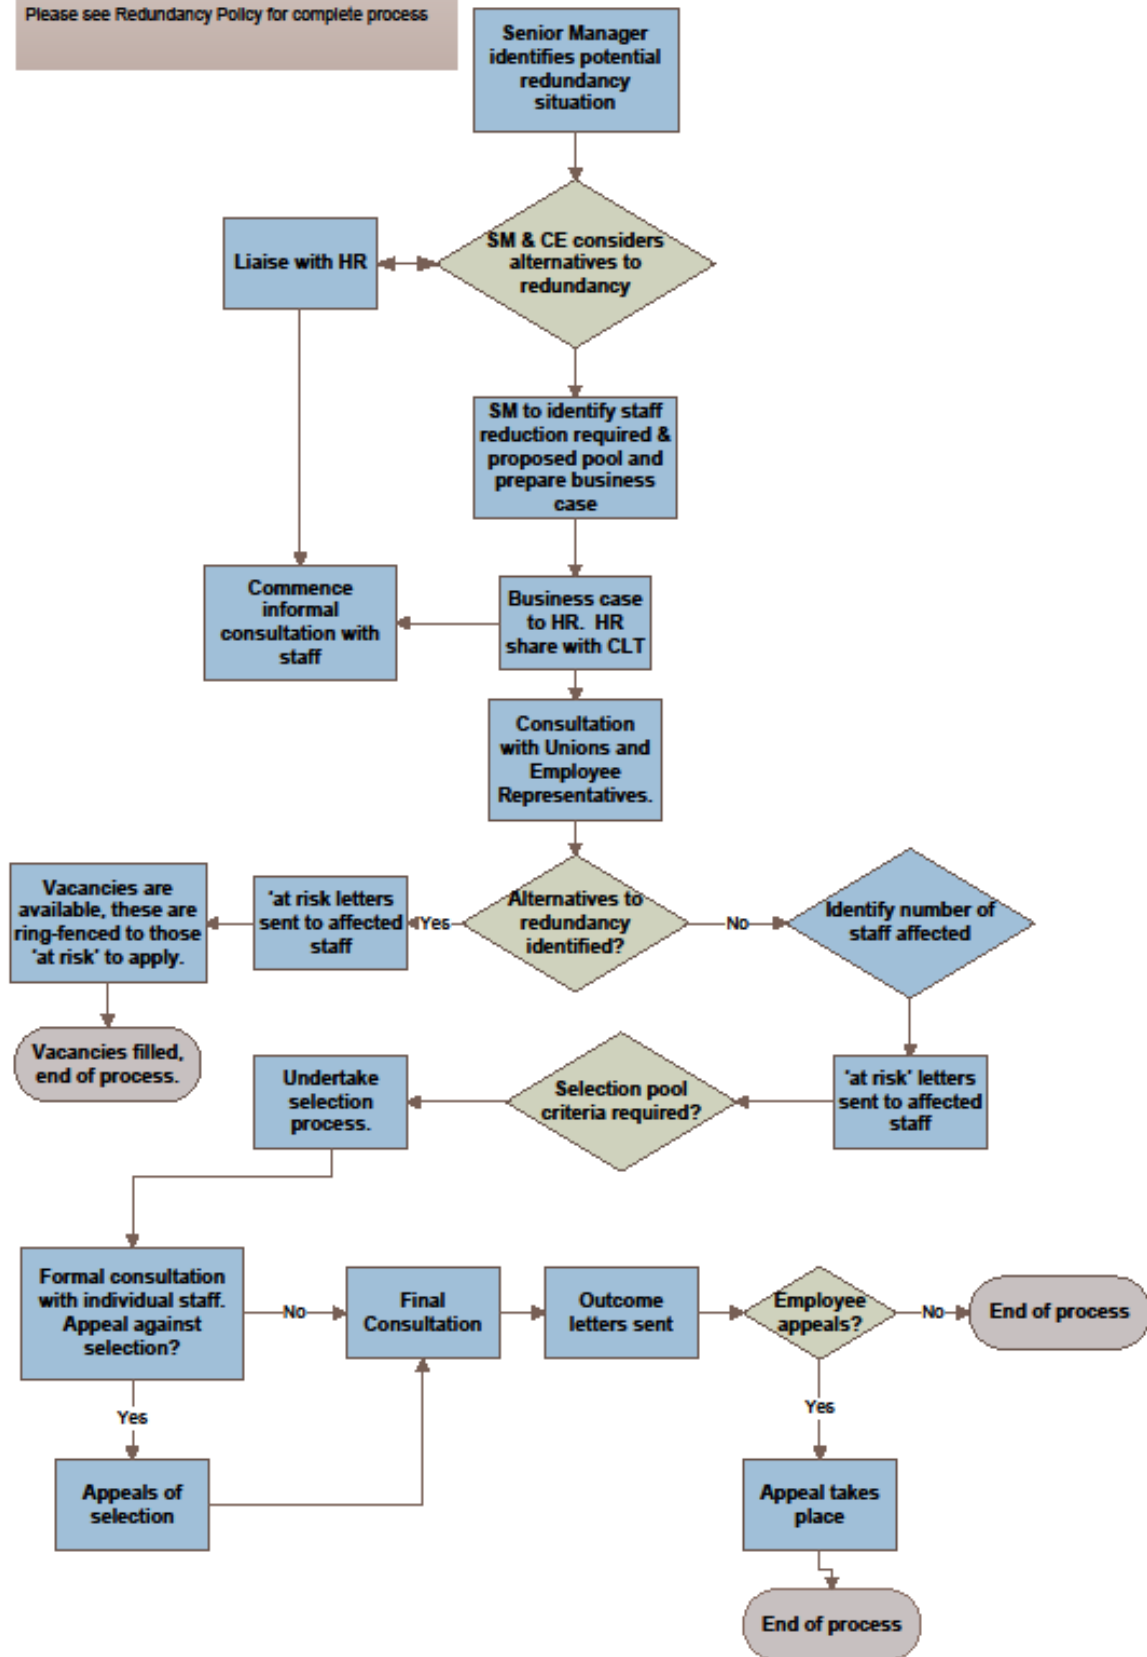 Please see Redundancy Policy for complete process
Senior Manager
identifies potential
redundancy
situation
Liaise with HR
SM & CE considers
alternatives to
redundancy
SM to identify staff
reduction required &
proposed pool and
prepare business
case
Commence
informal
consultation with
staff
Business case
to HR. HR
share with CLT
Consultation
with Unions and
Employee
Representatives.
Vacancies are
available, these are
ring-fenced to those
'at risk' to apply.
'at risk letters
sent to affected
staff
Yes
Alternatives to
redundancy
identified?
No
Identify number of
staff affected
Vacancies filled,
end of process.
Undertake
selection
process.
Selection pool
criteria required?
'at risk' letters
sent to affected
staff
Formal consultation
with individual staff.
Appeal against
selection?
No
Final
Consultation
Outcome
letters sent
Employee
appeals?
No
End of process
Yes
Yes
Appeals of
selection
Appeal takes
place
End of process